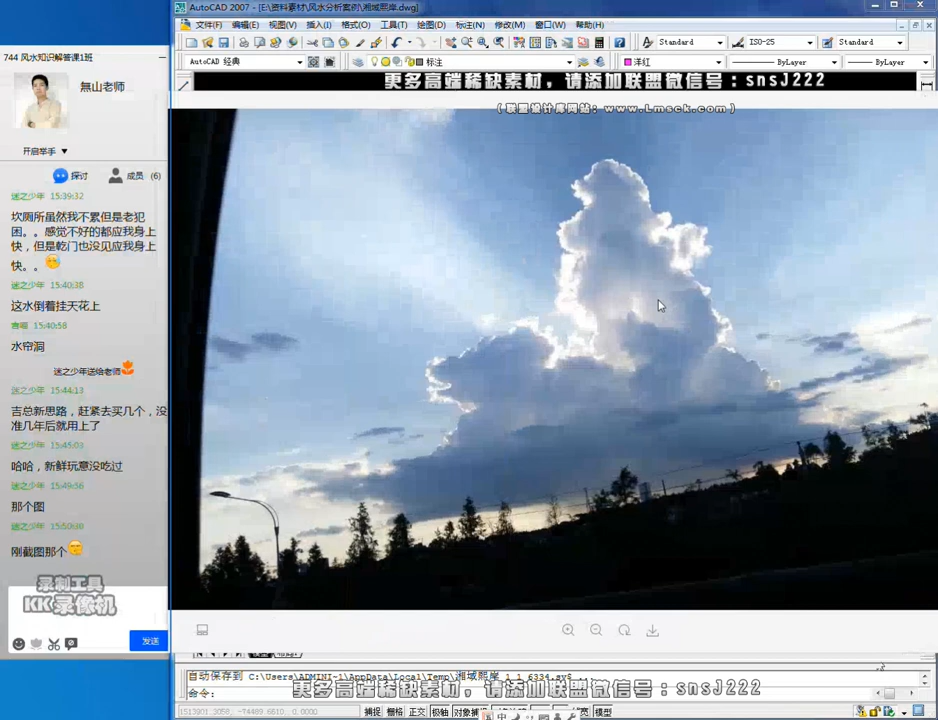 AutoCAD 2007 - [E:\资料素材\风水分析案例\湘域熙岸.dwg]
文件(F) 编辑(E) 视图(V) 插入(I) 格式(O) 工具(T) 绘图(D) 标注(N) 修改(M) 窗口(W) 帮助(H)
Standard ISO-25 Standard
AutoCAD 经典 标注 洋红 ByLayer ByLayer
更多高端稀缺素材，请添加联盟微信号：snsJ222
（联盟设计库网站：www.Lmsck.com）
744 风水知识解答课1班
無山老师
开启举手
探讨 成员 (6)
迷之少年 15:39:32
坎厕所虽然我不累但是老犯
困。。感觉不好的都应我身上
快，但是乾门也没见应我身上
快。。
迷之少年 15:40:38
这水倒着挂天花上
15:40:58
水帘洞
迷之少年送给老师
迷之少年 15:44:13
吉总新思路，赶紧去买几个，没
准几年后就用上了
迷之少年 15:45:03
哈哈，新鲜玩意没吃过
迷之少年 15:49:56
那个图
迷之少年 15:50:30
刚截图那个
录制工具
KK录像机
发送
自动保存到 C:\Users\ADMINI~1\AppData\Local\Temp\湘域熙岸_1_1_6334.sv$
命令:
更多高端稀缺素材，请添加联盟微信号：snsJ222
捕捉 栅格 正交 极轴 对象捕 模型